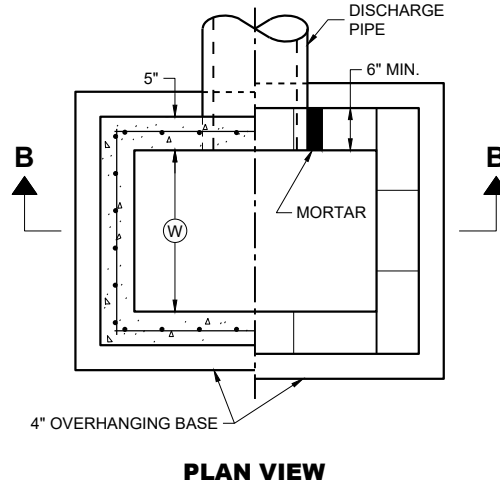 DISCHARGE
PIPE
5"
6" MIN.
B
B
MORTAR
W
4" OVERHANGING BASE
PLAN VIEW